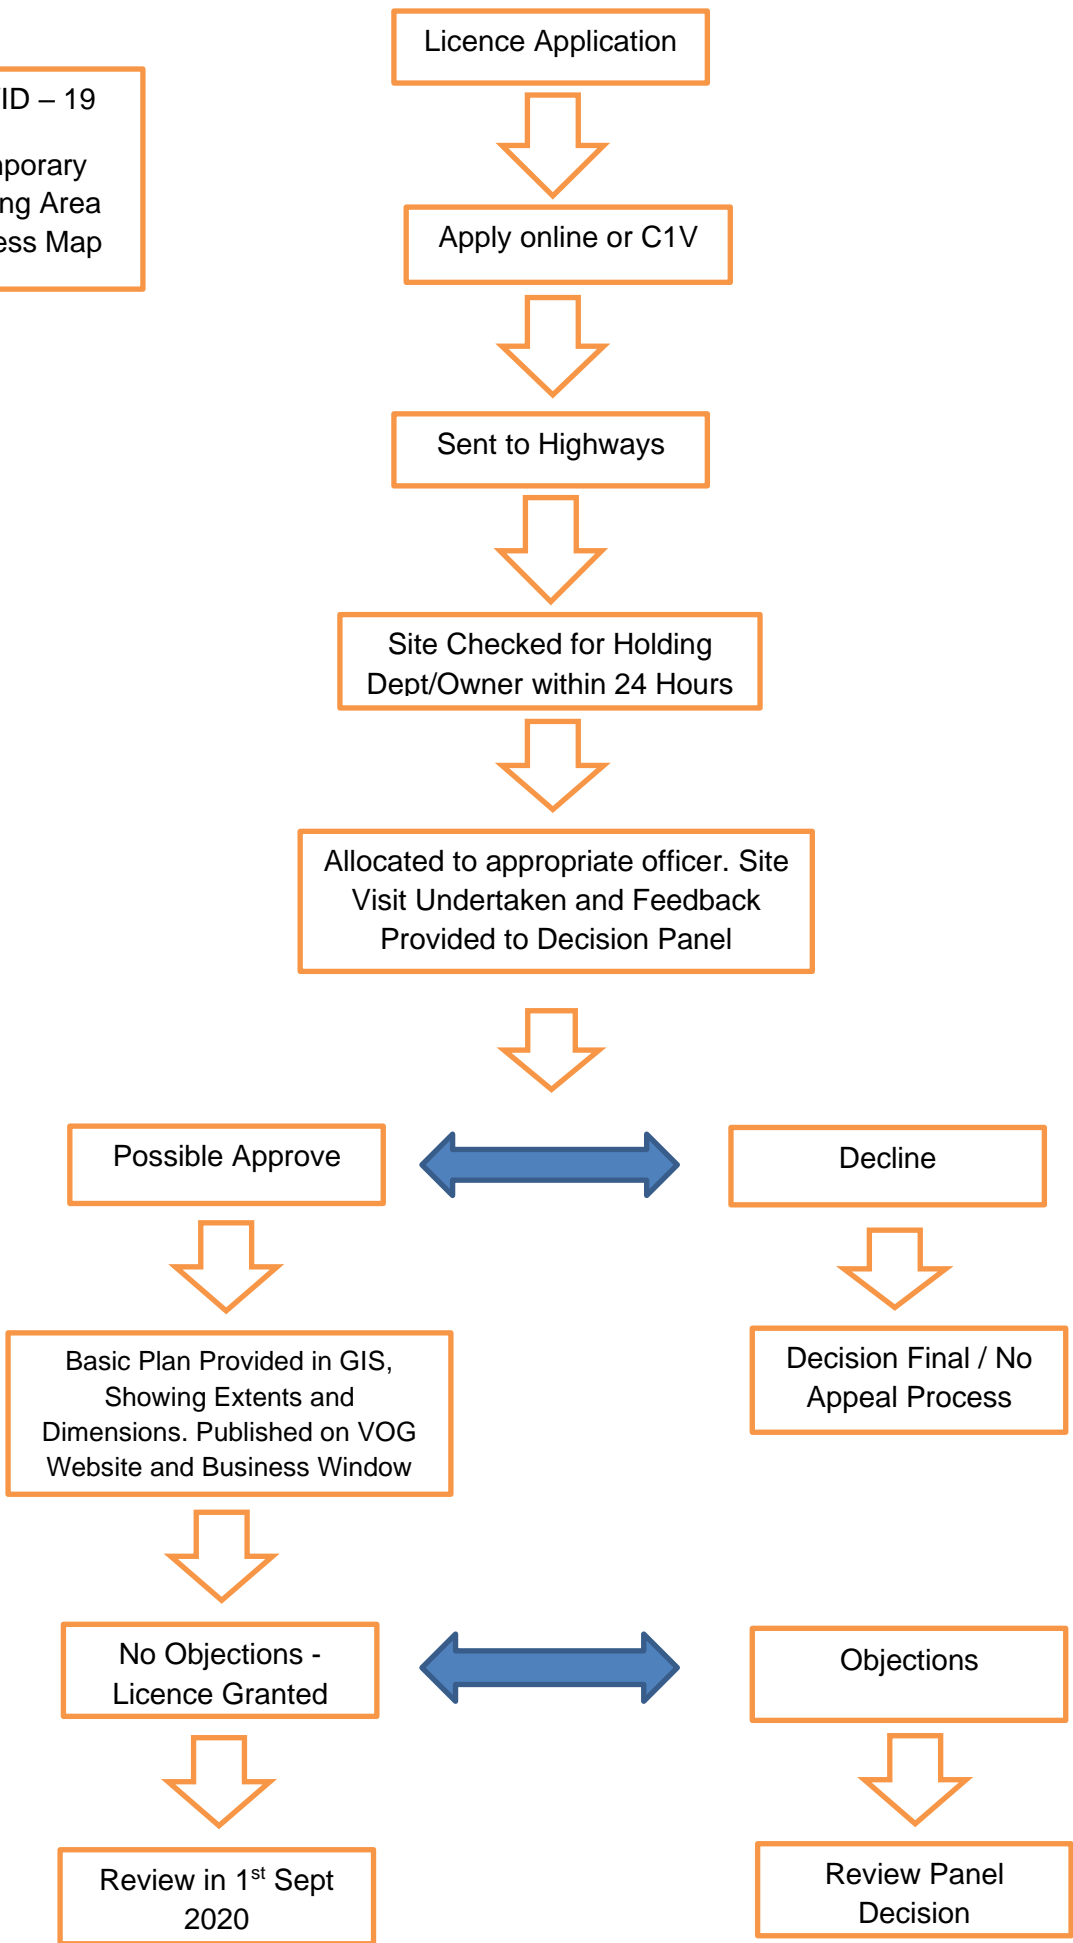 Licence Application
ID – 19
Area
Map
Apply online or C1V
Sent to Highways
Site Checked for Holding
Dept/Owner within 24 Hours
Allocated to appropriate officer. Site
Visit Undertaken and Feedback
Provided to Decision Panel
Possible Approve
Decline
Basic Plan Provided in GIS,
Showing Extents and
Dimensions. Published on VOG
Website and Business Window
Decision Final / No
Appeal Process
No Objections -
Licence Granted
Objections
Review in 1st Sept
2020
Review Panel
Decision